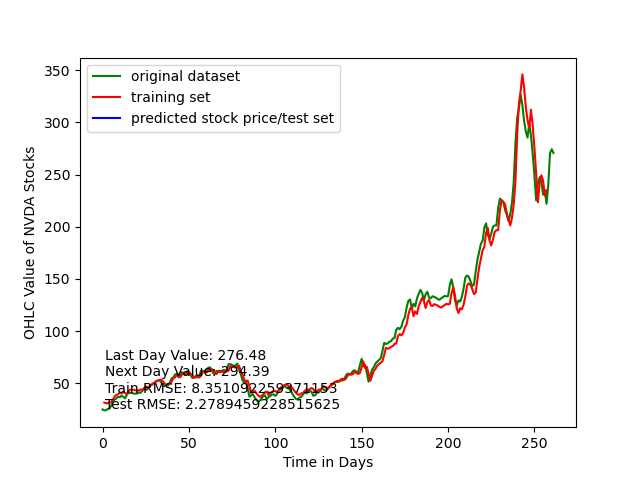 original dataset
training set
predicted stock price/test set
350
300
250
200
150
100
50
OHLC Value of NVDA Stocks
Last Day Value: 276.48
Next Day Value: 294.39
Train RMSE: 8.351092259371153
Test RMSE: 2.2789459228515625
0
50
100
150
200
250
Time in Days